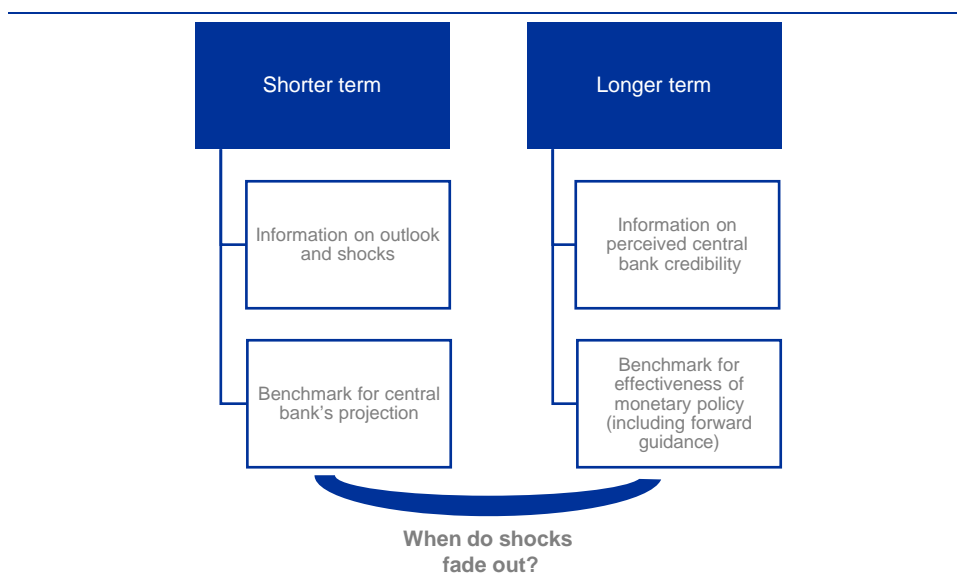 Shorter term
Information on outlook
and shocks
Benchmark for central
bank’s projection
Longer term
Information on
perceived central
bank credibility
Benchmark for
effectiveness of
monetary policy
(including forward
guidance)
When do shocks
fade out?